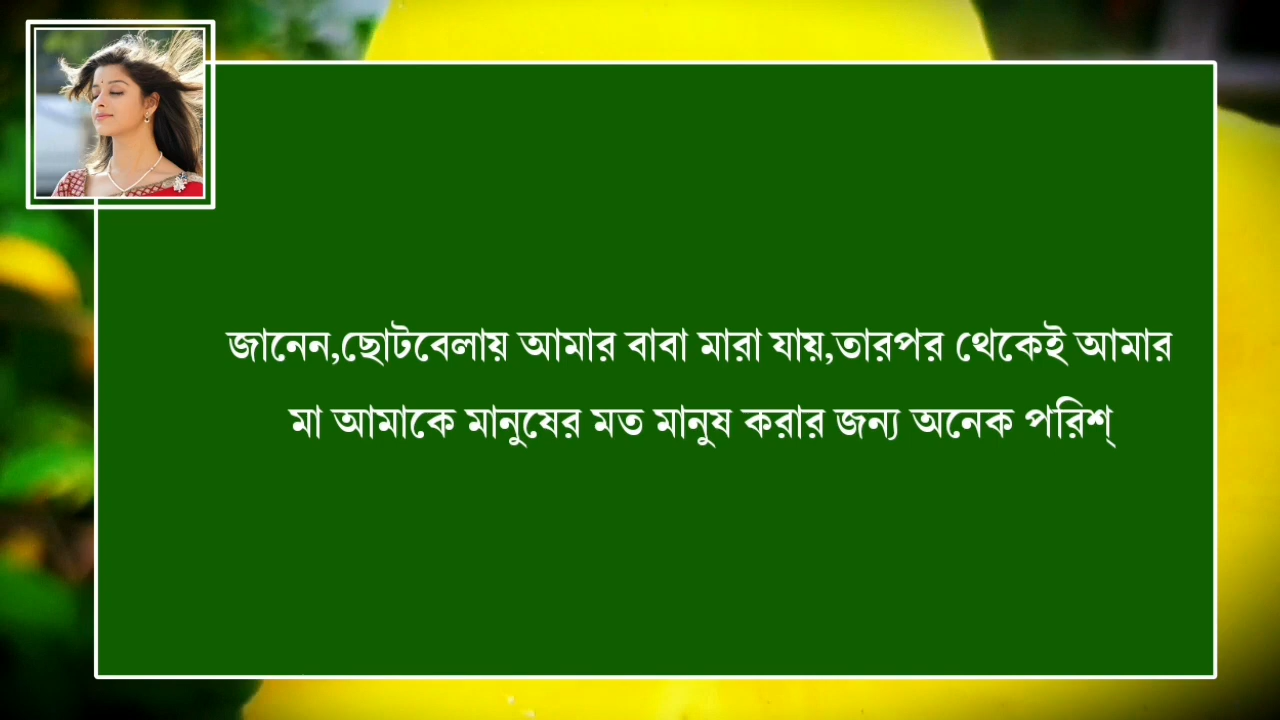 জানেন,ছোটবেলায় আমার বাবা মারা যায়,তারপর থেকেই আমার
মা আমাকে মানুষের মত মানুষ করার জন্য অনেক পরিশ্